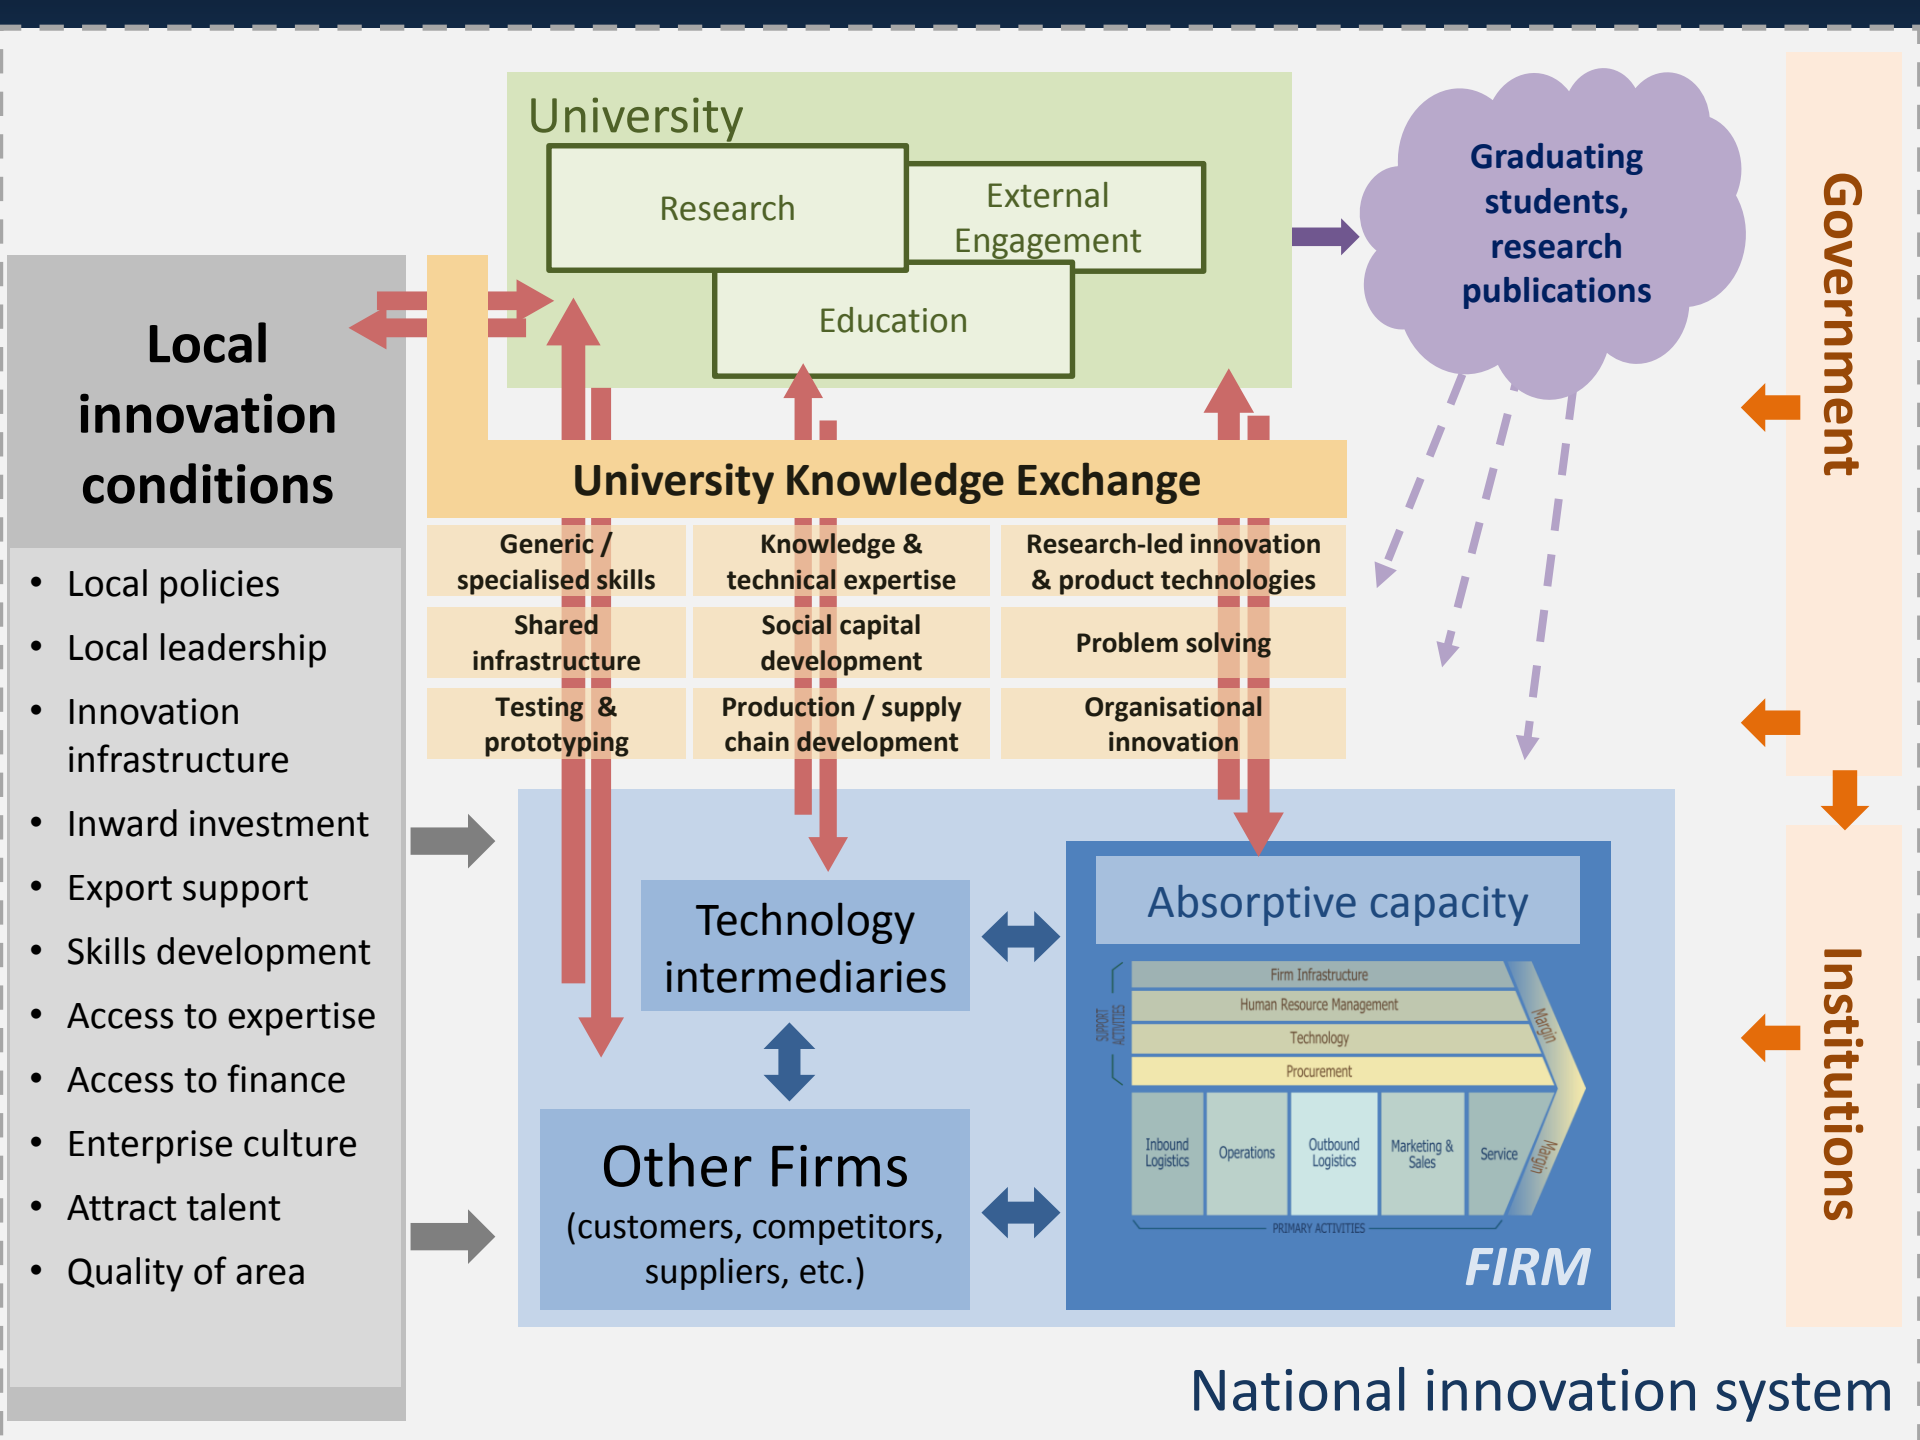 University
Research
External
Engagement
Education
Graduating
students,
research
publications
Government
Local
innovation
conditions
• Local policies
• Local leadership
• Innovation
infrastructure
• Inward investment
• Export support
• Skills development
• Access to expertise
• Access to finance
• Enterprise culture
• Attract talent
• Quality of area
University Knowledge Exchange
Generic /
specialised skills
Knowledge &
technical expertise
Research-led innovation
& product technologies
Shared
infrastructure
Social capital
development
Problem solving
Testing &
prototyping
Production / supply
chain development
Organisational
innovation
Technology
intermediaries
Other Firms
(customers, competitors,
suppliers, etc.)
Absorptive capacity
SUPPORT
ACTIVITIES
Firm Infrastructure
Human Resource Management
Technology
Procurement
Margin
Inbound
Logistics
Operations
Outbound
Logistics
Marketing &
Sales
Service
Margin
PRIMARY ACTIVITIES
FIRM
Institutions
National innovation system